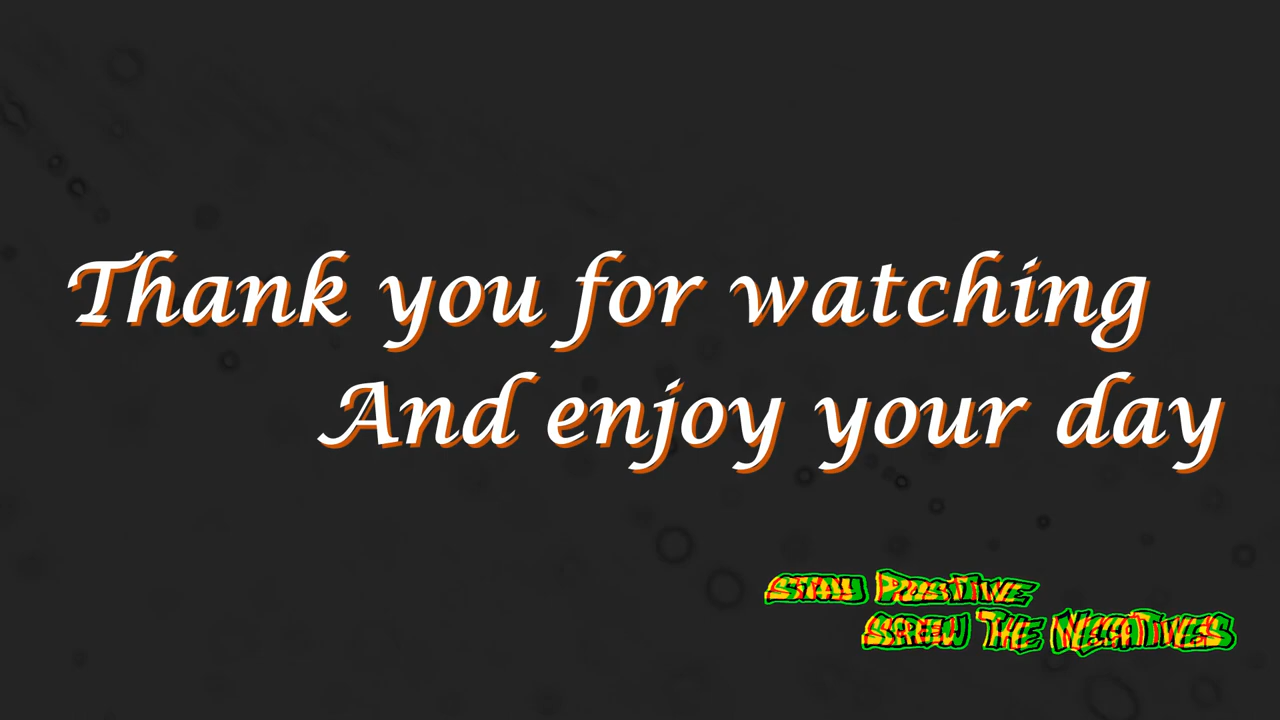 Thank you for watching
And enjoy your day
Stay Positive
Screw The Negatives